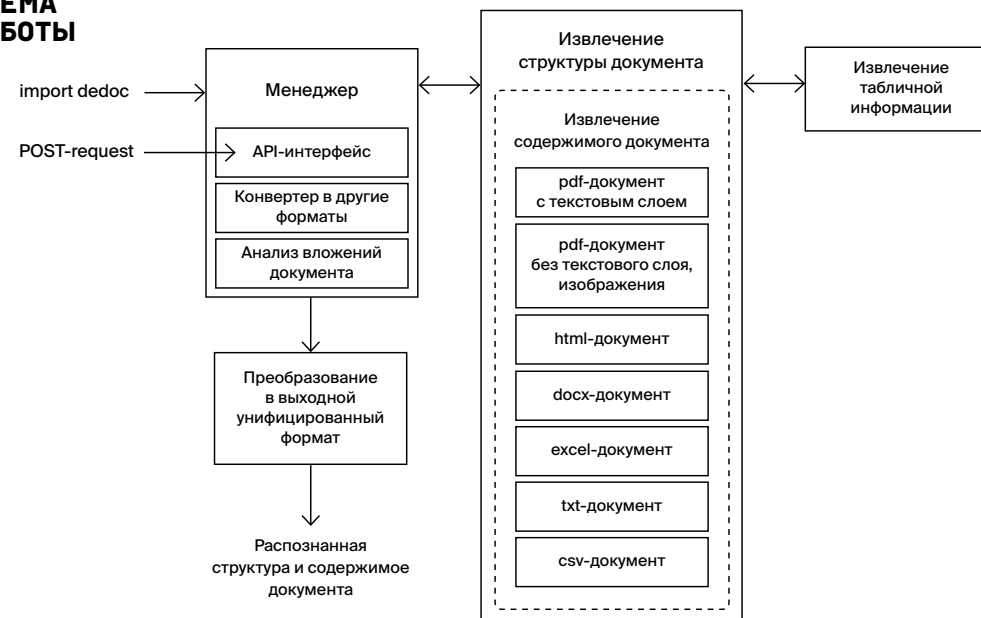 ЕМА
БОТЫ
import dedoc
POST-request
Менеджер
API-интерфейс
Конвертер в другие
форматы
Анализ вложений
документа
Преобразование
в выходной
унифицированный
формат
Распознанная
структура и содержимое
документа
Извлечение
структуры документа
Извлечение
содержимого документа
pdf-документ
с текстовым слоем
pdf-документ
без текстового слоя,
изображения
html-документ
docx-документ
excel-документ
txt-документ
csv-документ
Извлечение
табличной
информации